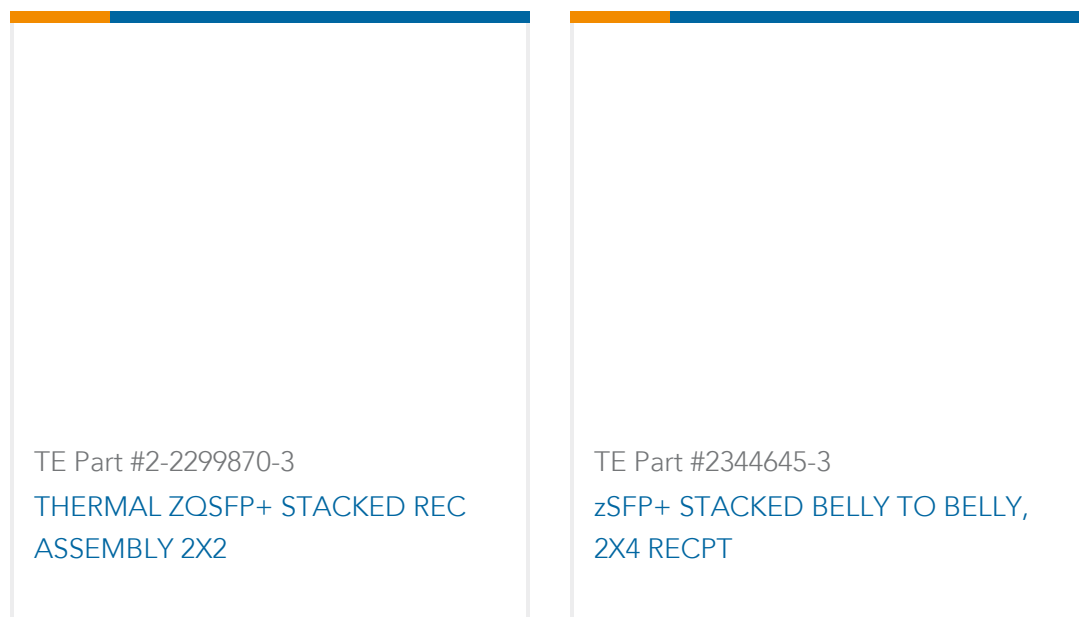 TE Part #2-2299870-3
THERMAL ZQSFP+ STACKED REC
ASSEMBLY 2X2
TE Part #2344645-3
zSFP+ STACKED BELLY TO BELLY,
2X4 RECPT